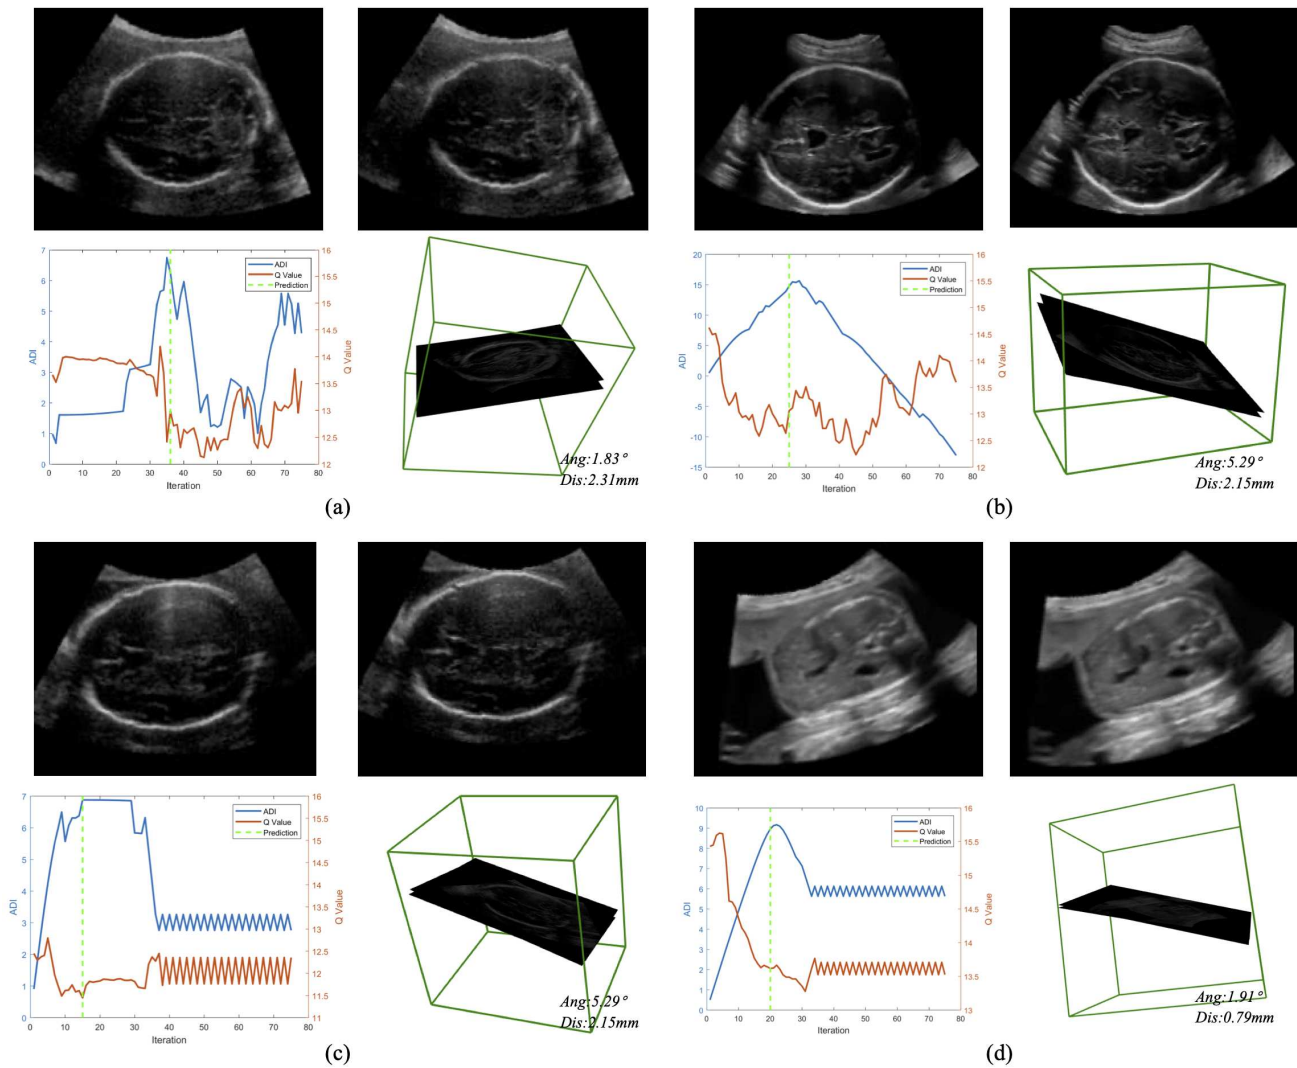 7
6
5
4
3
2
1
0
ADI
16
15.5
15
14.5
14
13.5
13
12.5
12
Q Value
ADI
Q Value
Prediction
0 10 20 30 40 50 60 70 80
Iteration
Ang:1.83°
Dis:2.31mm
(a)
20
15
10
5
0
-5
-10
-15
ADI
16
15.5
15
14.5
14
13.5
13
12.5
12
Q Value
ADI
Q Value
Prediction
0 10 20 30 40 50 60 70 80
Iteration
Ang:5.29°
Dis:2.15mm
(b)
7
6
5
4
3
2
1
0
ADI
16
15.5
15
14.5
14
13.5
13
12.5
12
11.5
11
Q Value
ADI
Q Value
Prediction
0 10 20 30 40 50 60 70 80
Iteration
Ang:5.29°
Dis:2.15mm
(c)
10
9
8
7
6
5
4
3
2
1
0
ADI
16
15.5
15
14.5
14
13.5
13
Q Value
ADI
Q Value
Prediction
0 10 20 30 40 50 60 70 80
Iteration
Ang:1.91°
Dis:0.79mm
(d)